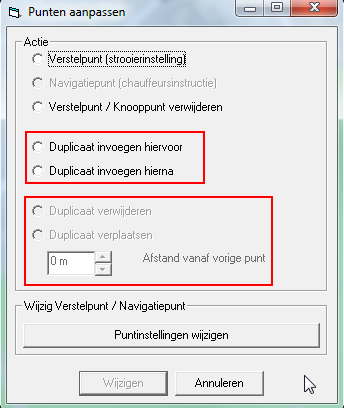 Punten aanpassen
Actie
Verstelpunt (strooierinstelling)
Navigatiepunt (chauffeursinstructie)
Verstelpunt / Knooppunt verwijderen
Duplicaat invoegen hiervoor
Duplicaat invoegen hierna
Duplicaat verwijderen
Duplicaat verplaatsen
0 m Afstand vanaf vorige punt
Wijzig Verstelpunt / Navigatiepunt
Puntinstellingen wijzigen
Wijzigen Annuleren